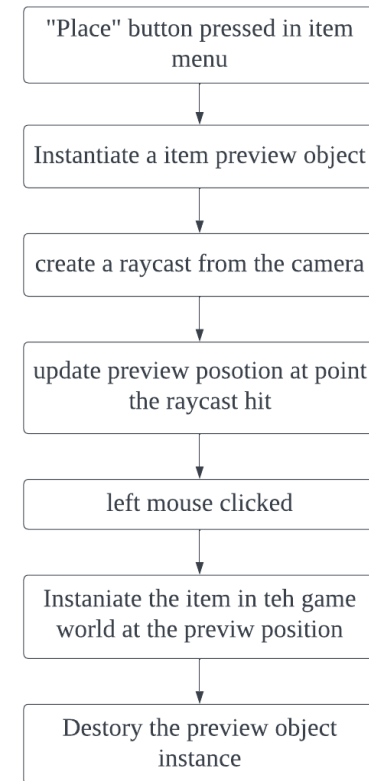 "Place" button pressed in item
menu
Instantiate a item preview object
create a raycast from the camera
update preview posotion at point
the raycast hit
left mouse clicked
Instaniate the item in teh game
world at the previw position
Destory the preview object
instance